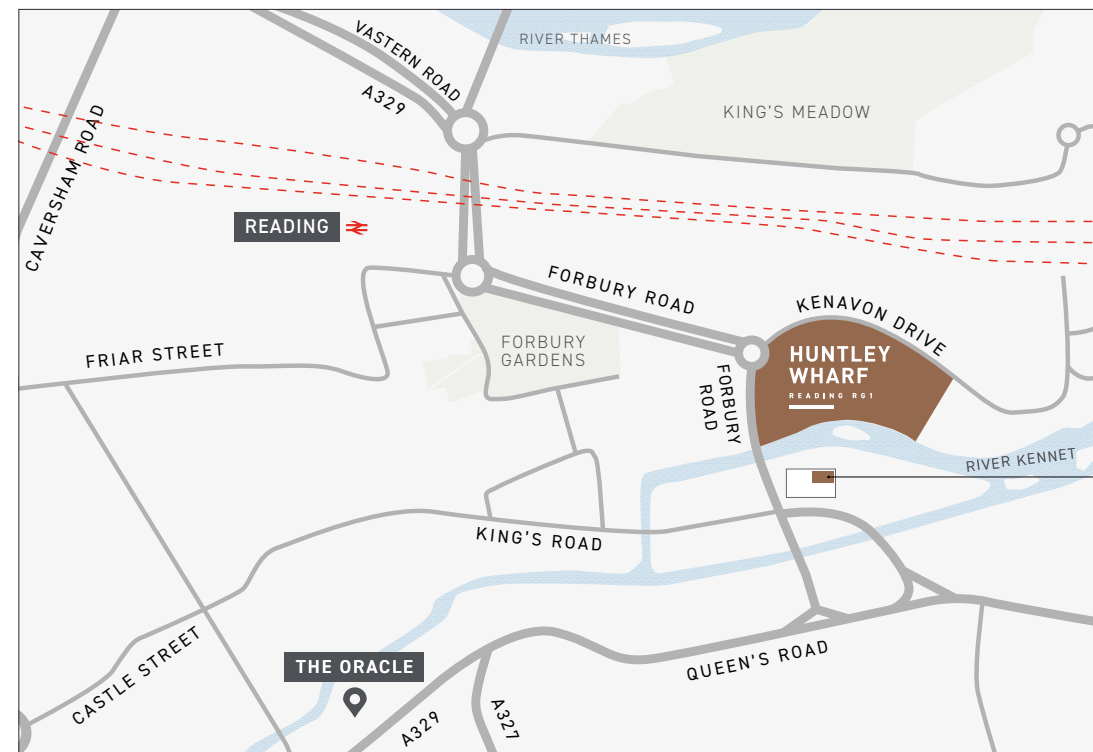 RIVER THAMES
VASTERN ROAD
A329
KING'S MEADOW
CAVERSHAM ROAD
READING
FORBURY ROAD
KENAVON DRIVE
FORBURY
GARDENS
FRIAR STREET
HUNTLEY
WHARF
READING RG1
FORBURY
ROAD
RIVER KENNET
KING'S ROAD
CASTLE STREET
THE ORACLE
QUEEN'S ROAD
A329
A327